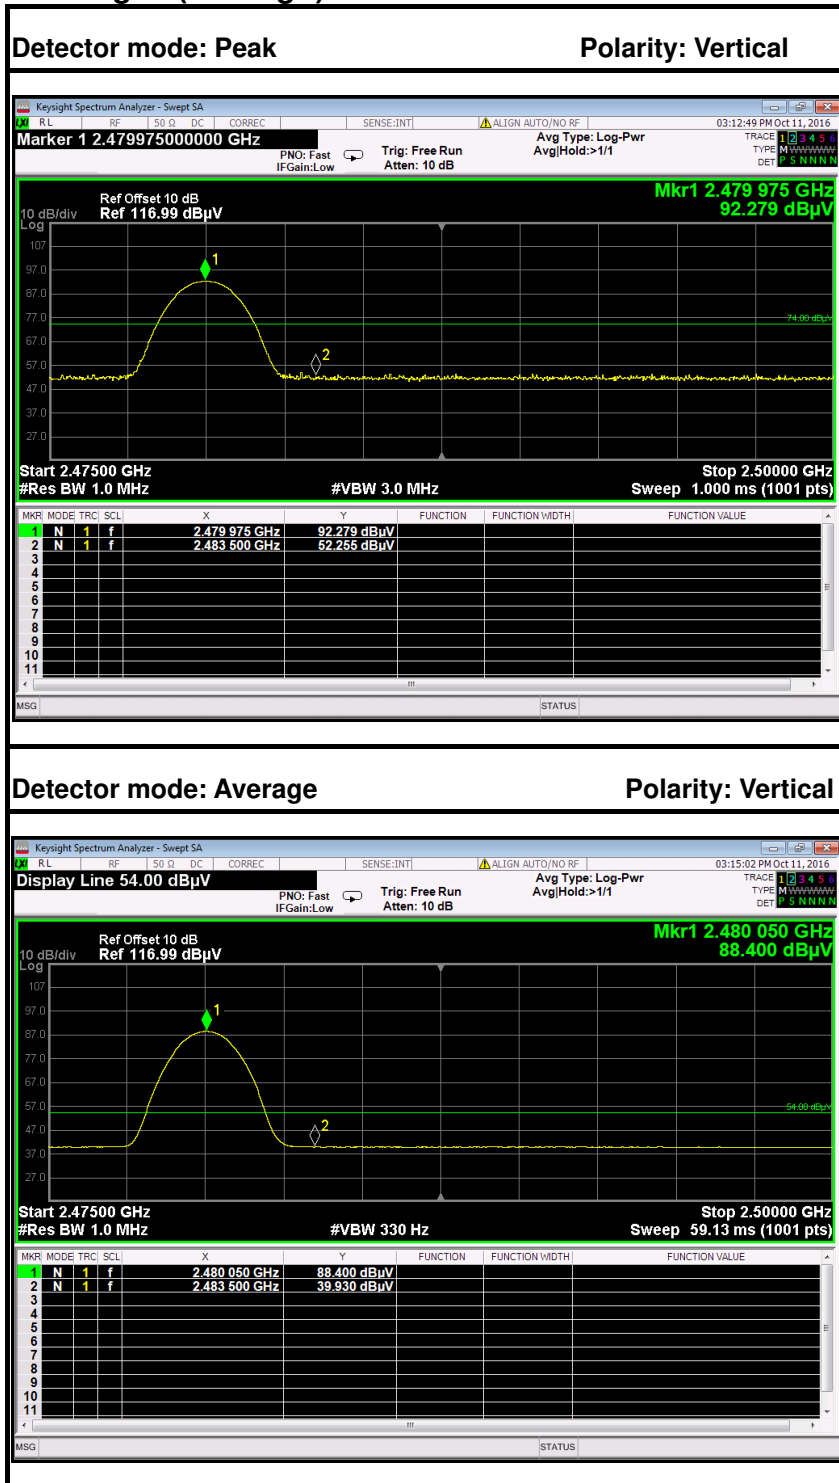 Detector mode: Peak Polarity: Vertical
Keysight Spectrum Analyzer - Swept SA
LXI RL RF 50 Ω DC CORREC SENSE:INT ALIGN AUTO/NO RF 03:12:49 PM Oct 11, 2016
Marker 1 2.479975000000 GHz Avg Type: Log-Pwr TRACE 1 2 3 4 5 6
PNO: Fast Trig: Free Run Avg|Hold:>1/1 TYPE M WWWWW
IFGain:Low Atten: 10 dB DET P S N N N N
Mkr1 2.479 975 GHz
Ref Offset 10 dB
10 dB/div Ref 116.99 dBµV 92.279 dBµV
Log
107
1
97.0
87.0
77.0
74.00 dBµV
67.0
2
57.0
47.0
37.0
27.0
Start 2.47500 GHz Stop 2.50000 GHz
#Res BW 1.0 MHz #VBW 3.0 MHz Sweep 1.000 ms (1001 pts)
MKR MODE TRC SCL X Y FUNCTION FUNCTION WIDTH FUNCTION VALUE
1 N 1 f 2.479 975 GHz 92.279 dBµV
2 N 1 f 2.483 500 GHz 52.255 dBµV
3
4
5
6
7
8
9
10
11
MSG STATUS
Detector mode: Average Polarity: Vertical
Keysight Spectrum Analyzer - Swept SA
LXI RL RF 50 Ω DC CORREC SENSE:INT ALIGN AUTO/NO RF 03:15:02 PM Oct 11, 2016
Display Line 54.00 dBµV Avg Type: Log-Pwr TRACE 1 2 3 4 5 6
PNO: Fast Trig: Free Run Avg|Hold:>1/1 TYPE M WWWWW
IFGain:Low Atten: 10 dB DET P S N N N N
Mkr1 2.480 050 GHz
Ref Offset 10 dB
10 dB/div Ref 116.99 dBµV 88.400 dBµV
Log
107
1
97.0
87.0
77.0
67.0
57.0
54.00 dBµV
47.0
2
37.0
27.0
Start 2.47500 GHz Stop 2.50000 GHz
#Res BW 1.0 MHz #VBW 330 Hz Sweep 59.13 ms (1001 pts)
MKR MODE TRC SCL X Y FUNCTION FUNCTION WIDTH FUNCTION VALUE
1 N 1 f 2.480 050 GHz 88.400 dBµV
2 N 1 f 2.483 500 GHz 39.930 dBµV
3
4
5
6
7
8
9
10
11
MSG STATUS